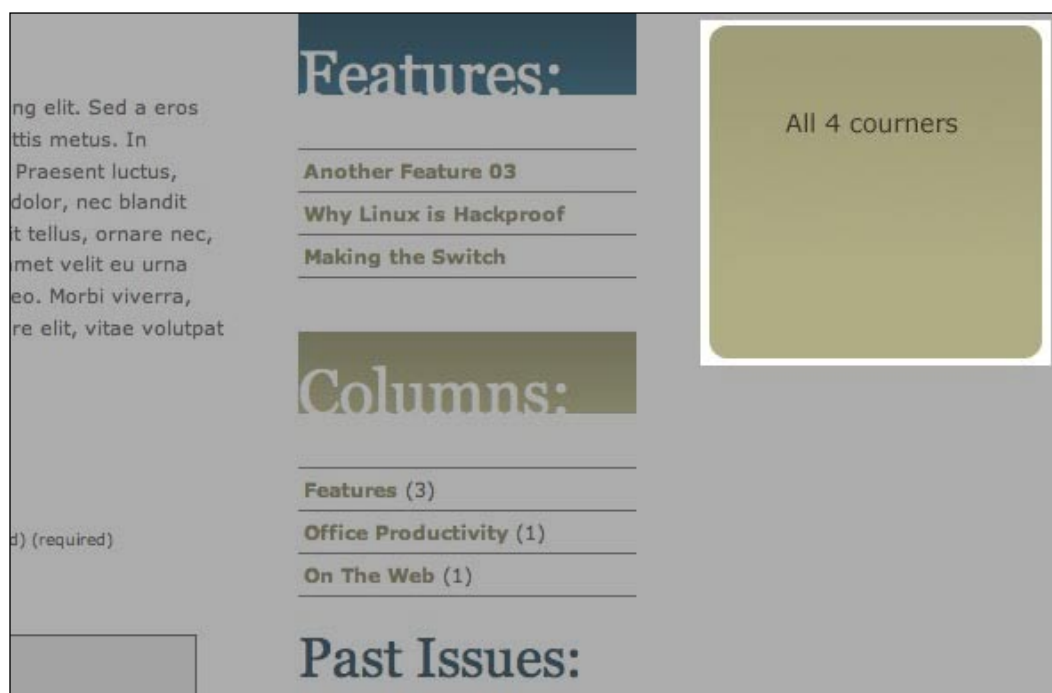 ng elit. Sed a eros
ttis metus. In
Praesent luctus,
dolor, nec blandit
it tellus, ornare nec,
amet velit eu urna
eo. Morbi viverra,
re elit, vitae volutpat
d) (required)
Features:
Another Feature 03
Why Linux is Hackproof
Making the Switch
Columns:
Features (3)
Office Productivity (1)
On The Web (1)
Past Issues:
All 4 courners